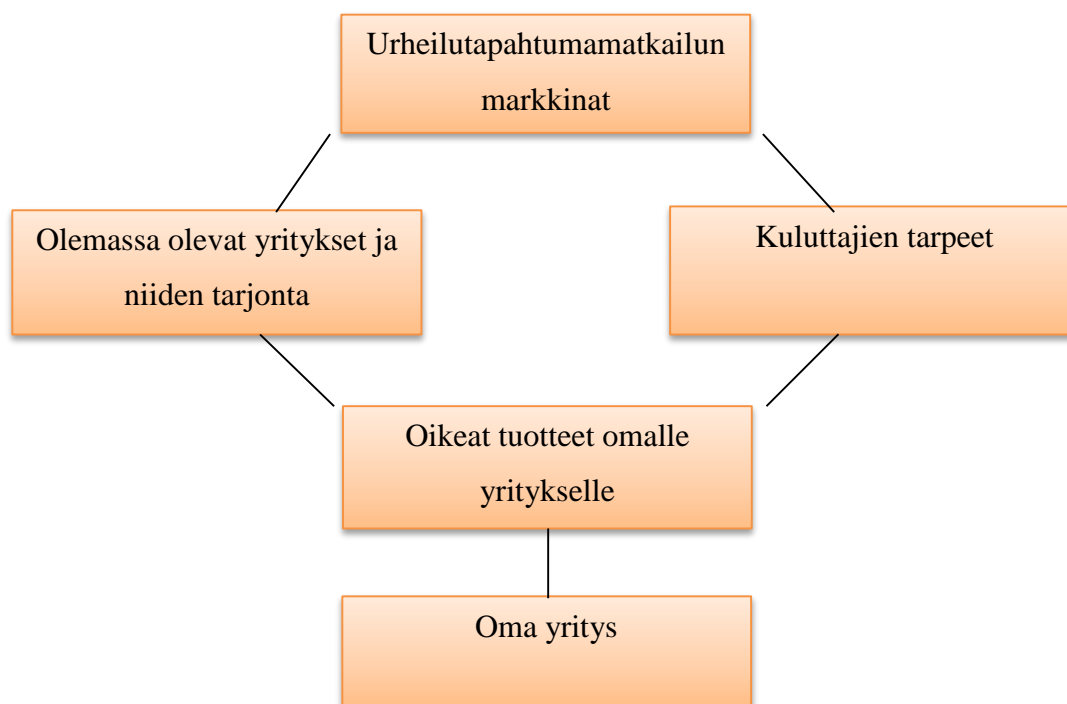 Urheilutapahtumamatkailun
markkinat
Olemassa olevat yritykset ja
niiden tarjonta
Kuluttajien tarpeet
Oikeat tuotteet omalle
yritykselle
Oma yritys